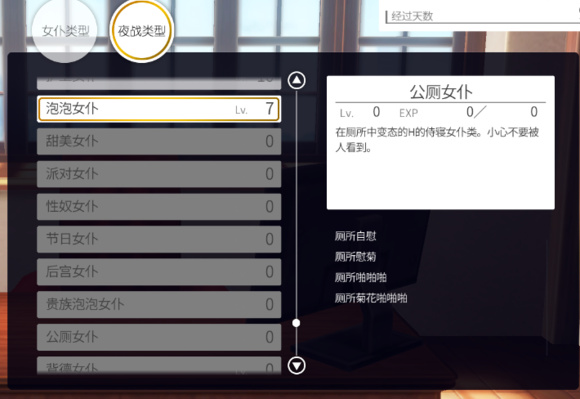 女仆类型
夜战类型
经过天数
泡泡女仆 Lv. 7
甜美女仆 0
派对女仆 0
性奴女仆 0
节日女仆 0
后宫女仆 0
贵族泡泡女仆 0
公厕女仆 0
背德女仆
公厕女仆
Lv. 0 EXP 0／ 0
在厕所中变态的H的侍寝女仆类。小心不要被
人看到。
厕所自慰
厕所慰菊
厕所啪啪啪
厕所菊花啪啪啪